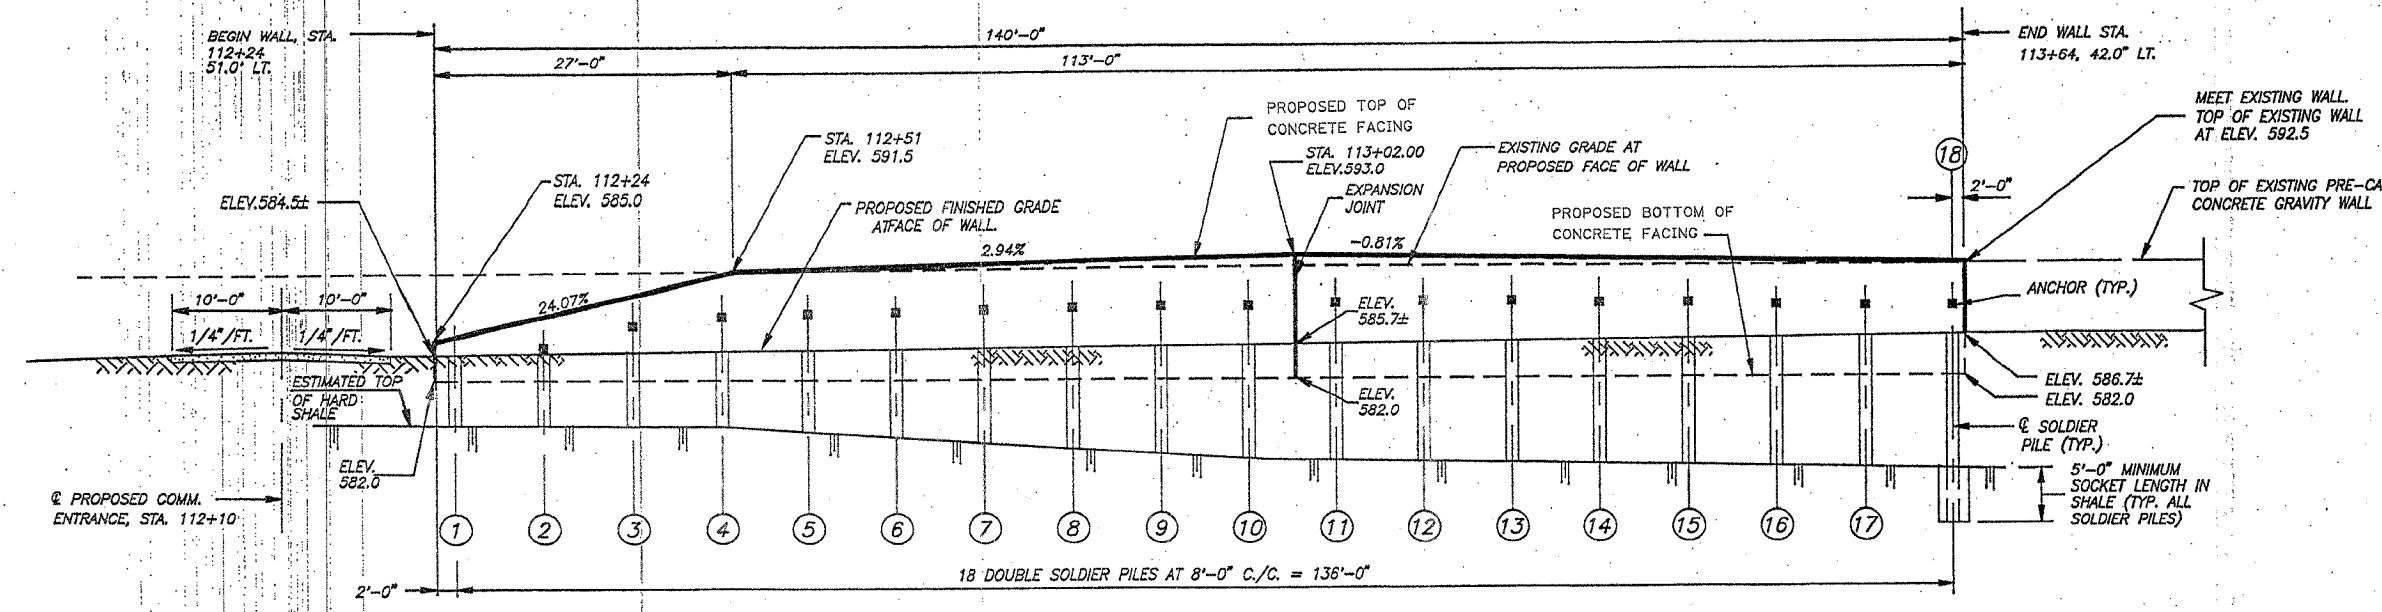 BEGIN WALL, STA.
112+24
51.0' LT.
140'-0"
27'-0"
113'-0"
END WALL STA.
113+64, 42.0" LT.
MEET EXISTING WALL.
TOP OF EXISTING WALL
AT ELEV. 592.5
PROPOSED TOP OF
CONCRETE FACING
STA. 112+51
ELEV. 591.5
STA. 113+02.00
ELEV.593.0
EXPANSION
JOINT
EXISTING GRADE AT
PROPOSED FACE OF WALL
18
2'-0"
TOP OF EXISTING PRE-CA
CONCRETE GRAVITY WALL
STA. 112+24
ELEV. 585.0
ELEV.584.5±
PROPOSED FINISHED GRADE
ATFACE OF WALL.
PROPOSED BOTTOM OF
CONCRETE FACING
2.94%
-0.81%
24.07%
10'-0"
10'-0"
1/4"/FT.
1/4"/FT.
ANCHOR (TYP.)
ELEV.
585.7±
ESTIMATED TOP
OF HARD
SHALE
ELEV.
582.0
ELEV. 586.7±
ELEV. 582.0
℄ SOLDIER
PILE (TYP.)
ELEV.
582.0
5'-0" MINIMUM
SOCKET LENGTH IN
SHALE (TYP. ALL
SOLDIER PILES)
℄ PROPOSED COMM.
ENTRANCE, STA. 112+10
1 2 3 4 5 6 7 8 9 10 11 12 13 14 15 16 17
18 DOUBLE SOLDIER PILES AT 8'-0" C./C. = 136'-0"
2'-0"